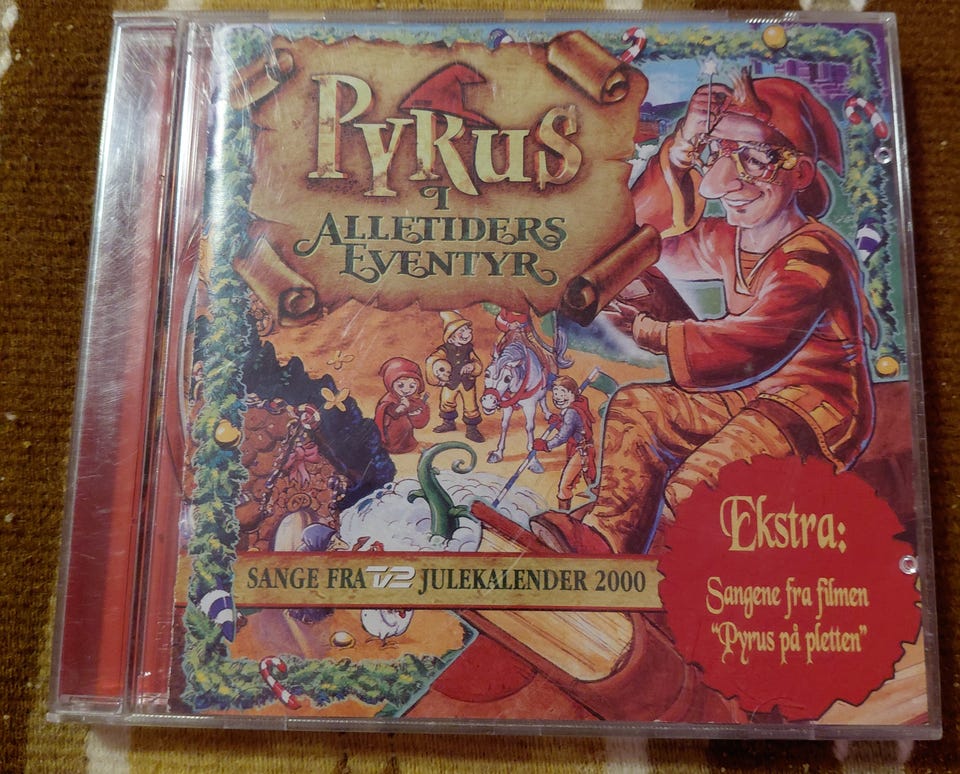 PYRUS
I
ALLETIDERS
EVENTYR
SANGE FRA TV2 JULEKALENDER 2000
Ekstra:
Sangene fra filmen
"Pyrus på pletten"